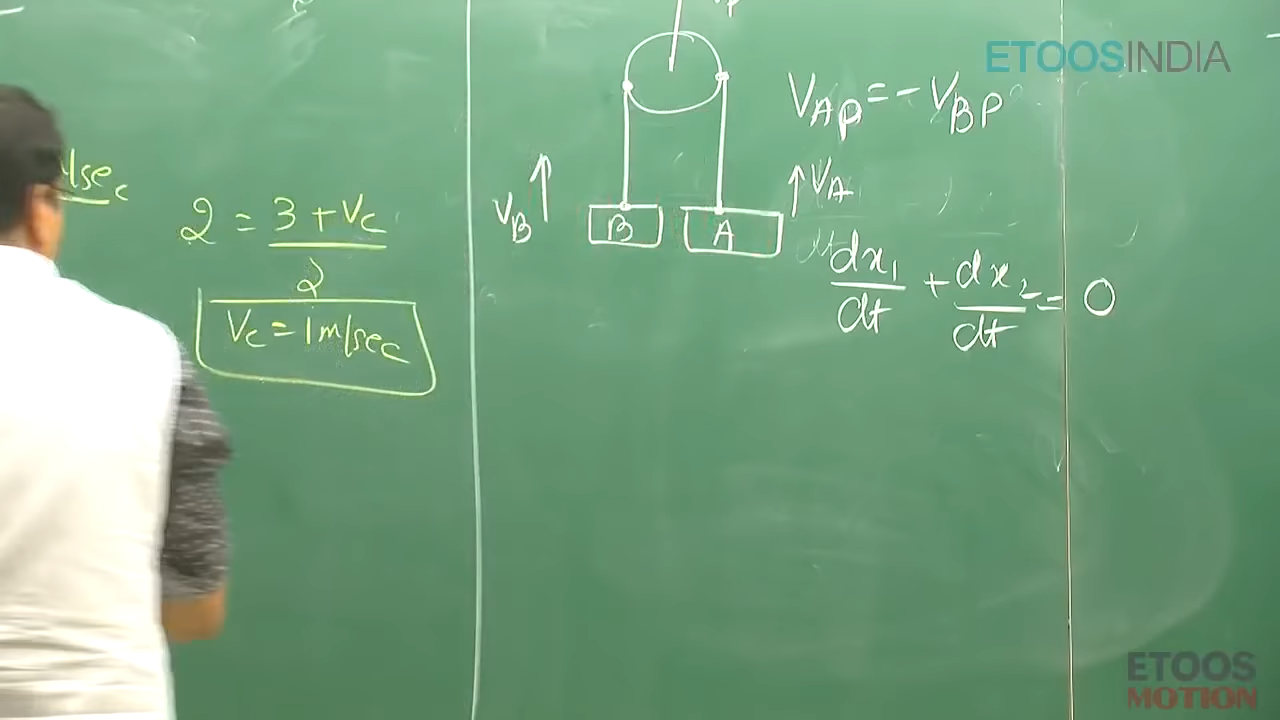 ETOOSINDIA
/sec
2 = 3 + Vc
2
Vc = 1m/sec
VB
B
A
VA
VAP = - VBP
dx1/dt + dx2/dt = 0
ETOOS
MOTION